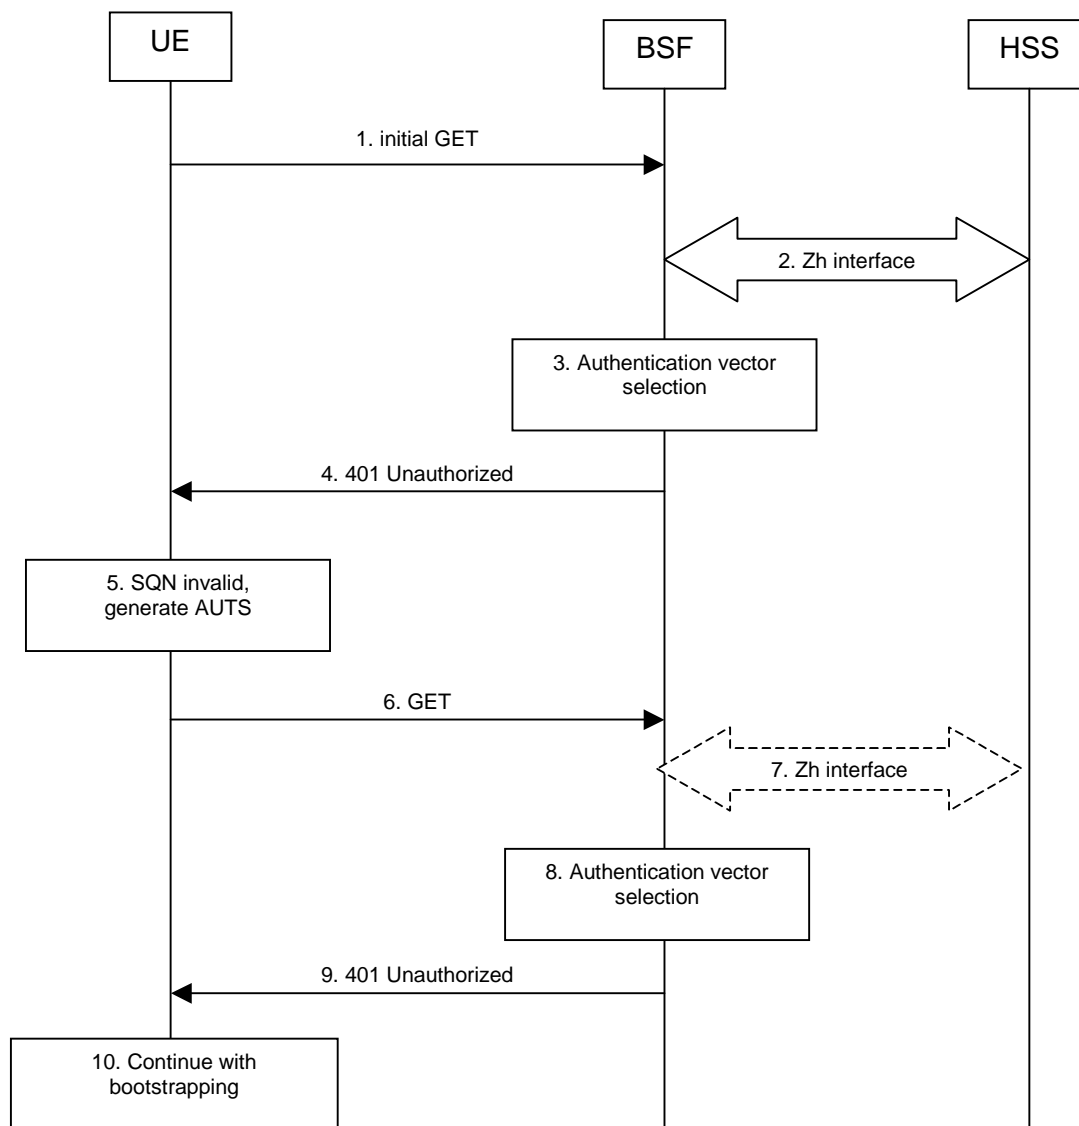 UE
BSF
HSS
1. initial GET
2. Zh interface
3. Authentication vector
selection
4. 401 Unauthorized
5. SQN invalid,
generate AUTS
6. GET
7. Zh interface
8. Authentication vector
selection
9. 401 Unauthorized
10. Continue with
bootstrapping